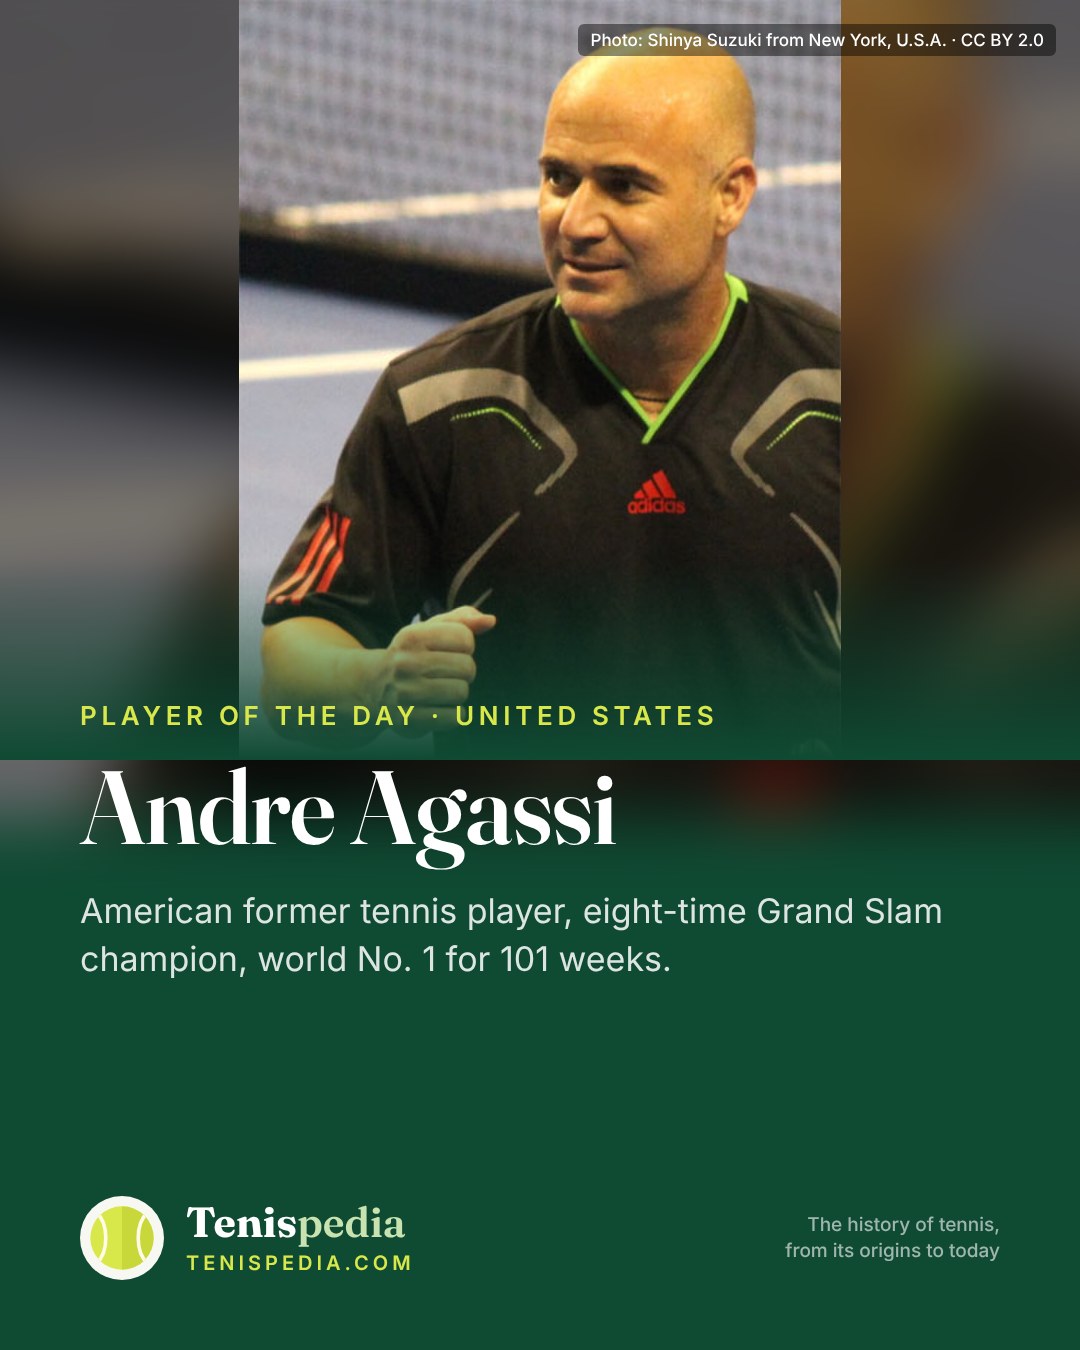 Photo: Shinya Suzuki from New York, U.S.A. · CC BY 2.0
adidas
PLAYER OF THE DAY · UNITED STATES
Andre Agassi
American former tennis player, eight-time Grand Slam
champion, world No. 1 for 101 weeks.
Tenispedia
TENISPEDIA.COM
The history of tennis,
from its origins to today